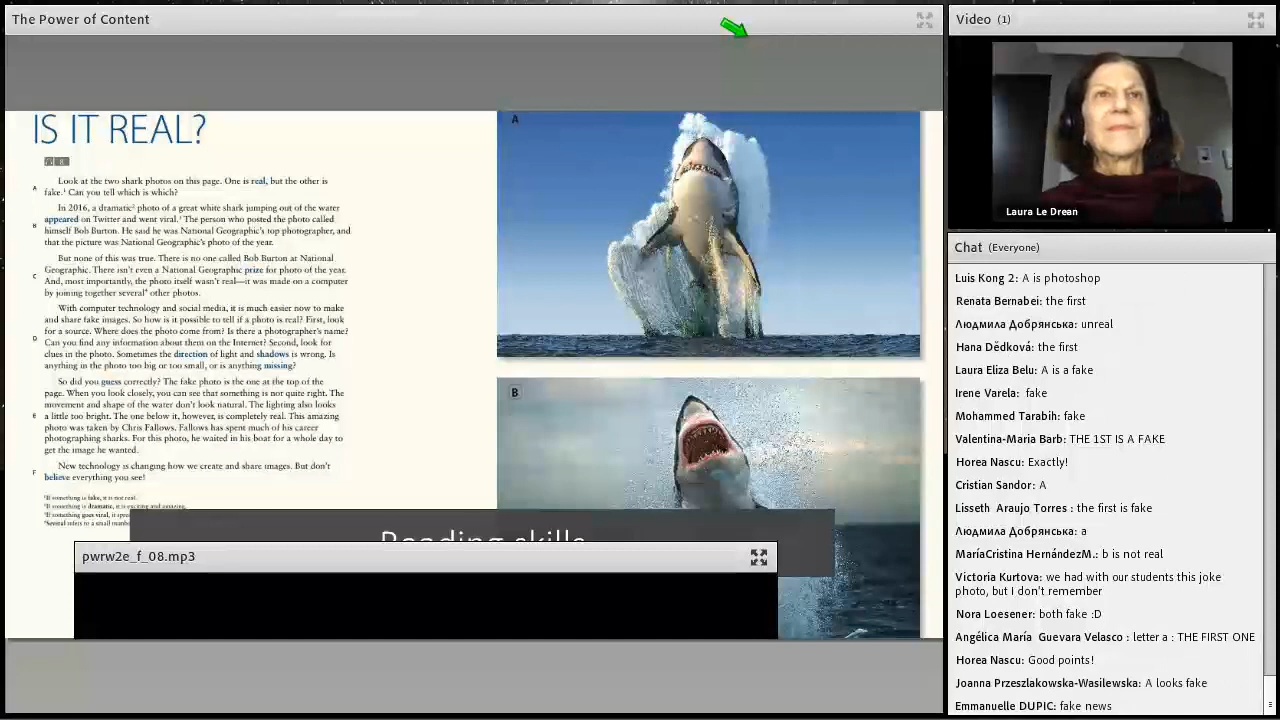 The Power of Content
IS IT REAL?
A
Look at the two shark photos on this page. One is real, but the other is
fake.¹ Can you tell which is which?
B
In 2016, a dramatic² photo of a great white shark jumping out of the water
appeared on Twitter and went viral.³ The person who posted the photo called
himself Bob Burton. He said he was National Geographic's top photographer, and
that the picture was National Geographic's photo of the year.
C
But none of this was true. There is no one called Bob Burton at National
Geographic. There isn't even a National Geographic prize for photo of the year.
And, most importantly, the photo itself wasn't real—it was made on a computer
by joining together several⁴ other photos.
D
With computer technology and social media, it is much easier now to make
and share fake images. So how is it possible to tell if a photo is real? First, look
for a source. Where does the photo come from? Is there a photographer's name?
Can you find any information about them on the Internet? Second, look for
clues in the photo. Sometimes the direction of light and shadows is wrong. Is
anything in the photo too big or too small, or is anything missing?
E
So did you guess correctly? The fake photo is the one at the top of the
page. When you look closely, you can see that something is not quite right. The
movement and shape of the water don't look natural. The lighting also looks
a little too bright. The one below it, however, is completely real. This amazing
photo was taken by Chris Fallows. Fallows has spent much of his career
photographing sharks. For this photo, he waited in his boat for a whole day to
get the image he wanted.
F
New technology is changing how we create and share images. But don't
believe everything you see!
¹If something is fake, it is not real.
²If something is dramatic, it is exciting and amazing.
³If something goes viral, it
⁴Several refers to a small
A
B
Reading skills
pwrw2e_f_08.mp3
Video (1)
Laura Le Drean
Chat (Everyone)
Luis Kong 2: A is photoshop
Renata Bernabei: the first
Людмила Добрянська: unreal
Hana Dědková: the first
Laura Eliza Belu: A is a fake
Irene Varela: fake
Mohammed Tarabih: fake
Valentina-Maria Barb: THE 1ST IS A FAKE
Horea Nascu: Exactly!
Cristian Sandor: A
Lisseth Araujo Torres : the first is fake
Людмила Добрянська: a
MaríaCristina HernándezM.: b is not real
Victoria Kurtova: we had with our students this joke
photo, but I don't remember
Nora Loesener: both fake :D
Angélica María Guevara Velasco : letter a : THE FIRST ONE
Horea Nascu: Good points!
Joanna Przeszlakowska-Wasilewska: A looks fake
Emmanuelle DUPIC: fake news